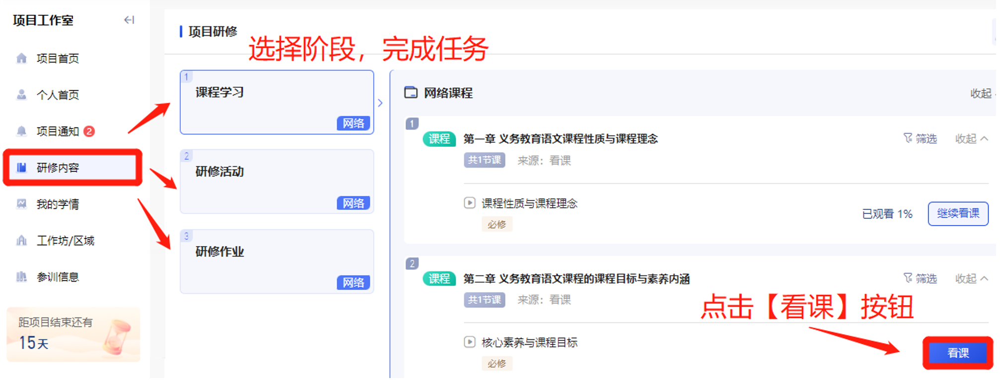 项目工作室
项目首页
个人首页
项目通知 2
研修内容
我的学情
工作坊/区域
参训信息
距项目结束还有
15天
项目研修
选择阶段，完成任务
1
课程学习
网络
2
研修活动
网络
3
研修作业
网络
网络课程
收起
1
课程 第一章 义务教育语文课程性质与课程理念
筛选 收起
共1节课 来源：看课
课程性质与课程理念
必修
已观看 1% 继续看课
2
课程 第二章 义务教育语文课程的课程目标与素养内涵
筛选 收起
共1节课 来源：看课
点击【看课】按钮
核心素养与课程目标
必修
看课